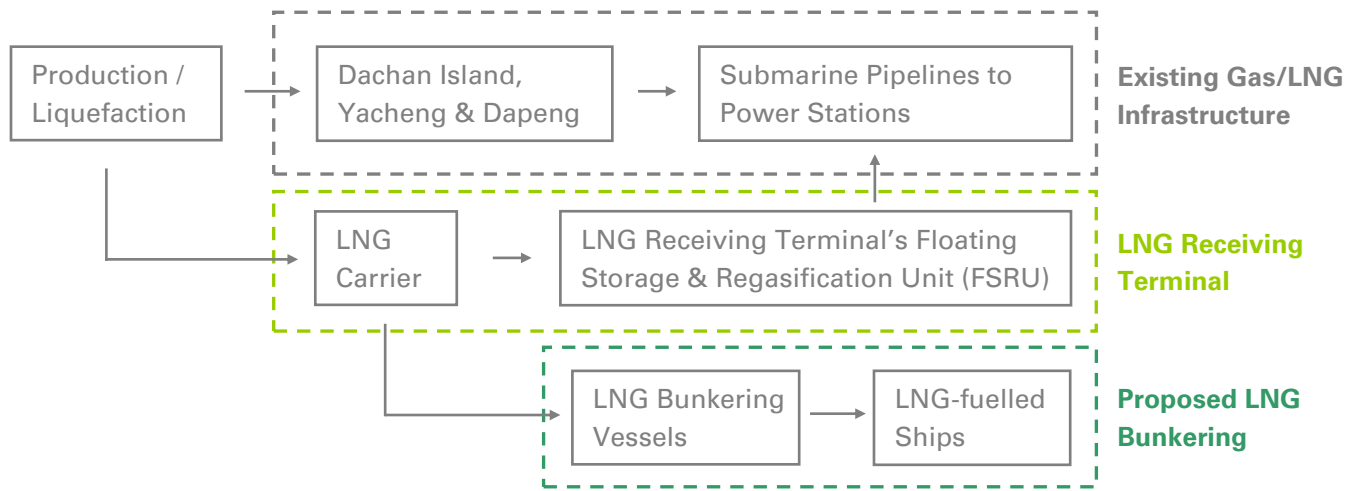 Production /
Liquefaction
Dachan Island,
Yacheng & Dapeng
Submarine Pipelines to
Power Stations
Existing Gas/LNG
Infrastructure
LNG
Carrier
LNG Receiving Terminal's Floating
Storage & Regasification Unit (FSRU)
LNG Receiving
Terminal
LNG Bunkering
Vessels
LNG-fuelled
Ships
Proposed LNG
Bunkering